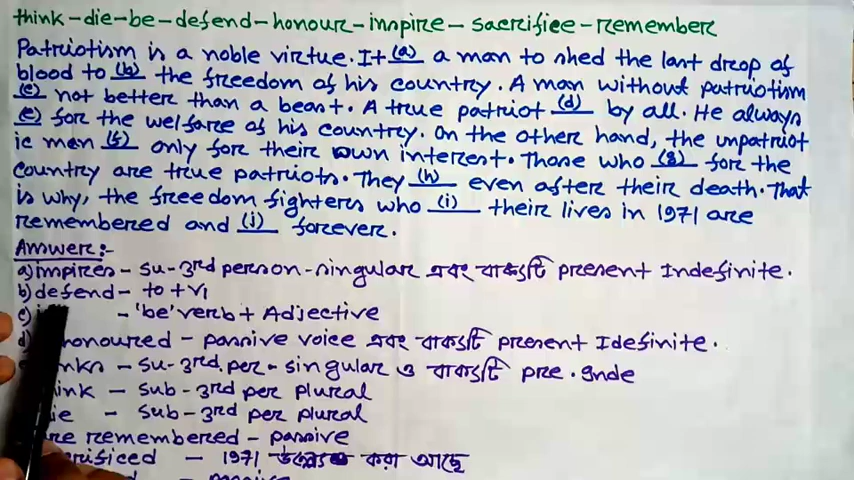 think-die-be-defend-honour-inspire-sacrifice-remember
Patriotism is a noble virtue. It (a) a man to shed the last drop of
blood to (b) the freedom of his country. A man without patriotism
(c) not better than a beast. A true patriot (d) by all. He always
(e) for the welfare of his country. On the other hand, the unpatriot
ic men (f) only for their own interest. Those who (g) for the
country are true patriots. They (h) even after their death. That
is why, the freedom fighters who (i) their lives in 1971 are
remembered and (j) forever.
Answer:-
a) inspires - su-3rd person-singular এবং বাক্যটি present Indefinite.
b) defend - to + v1
c) - 'be' verb + Adjective
d) honoured - passive voice এবং বাক্যটি present Idefinite.
- su-3rd.per-singular ও বাক্যটি pre.Inde
- sub-3rd per plural
- sub-3rd per plural
remembered - passive
- 1971 উল্লেখ করা আছে